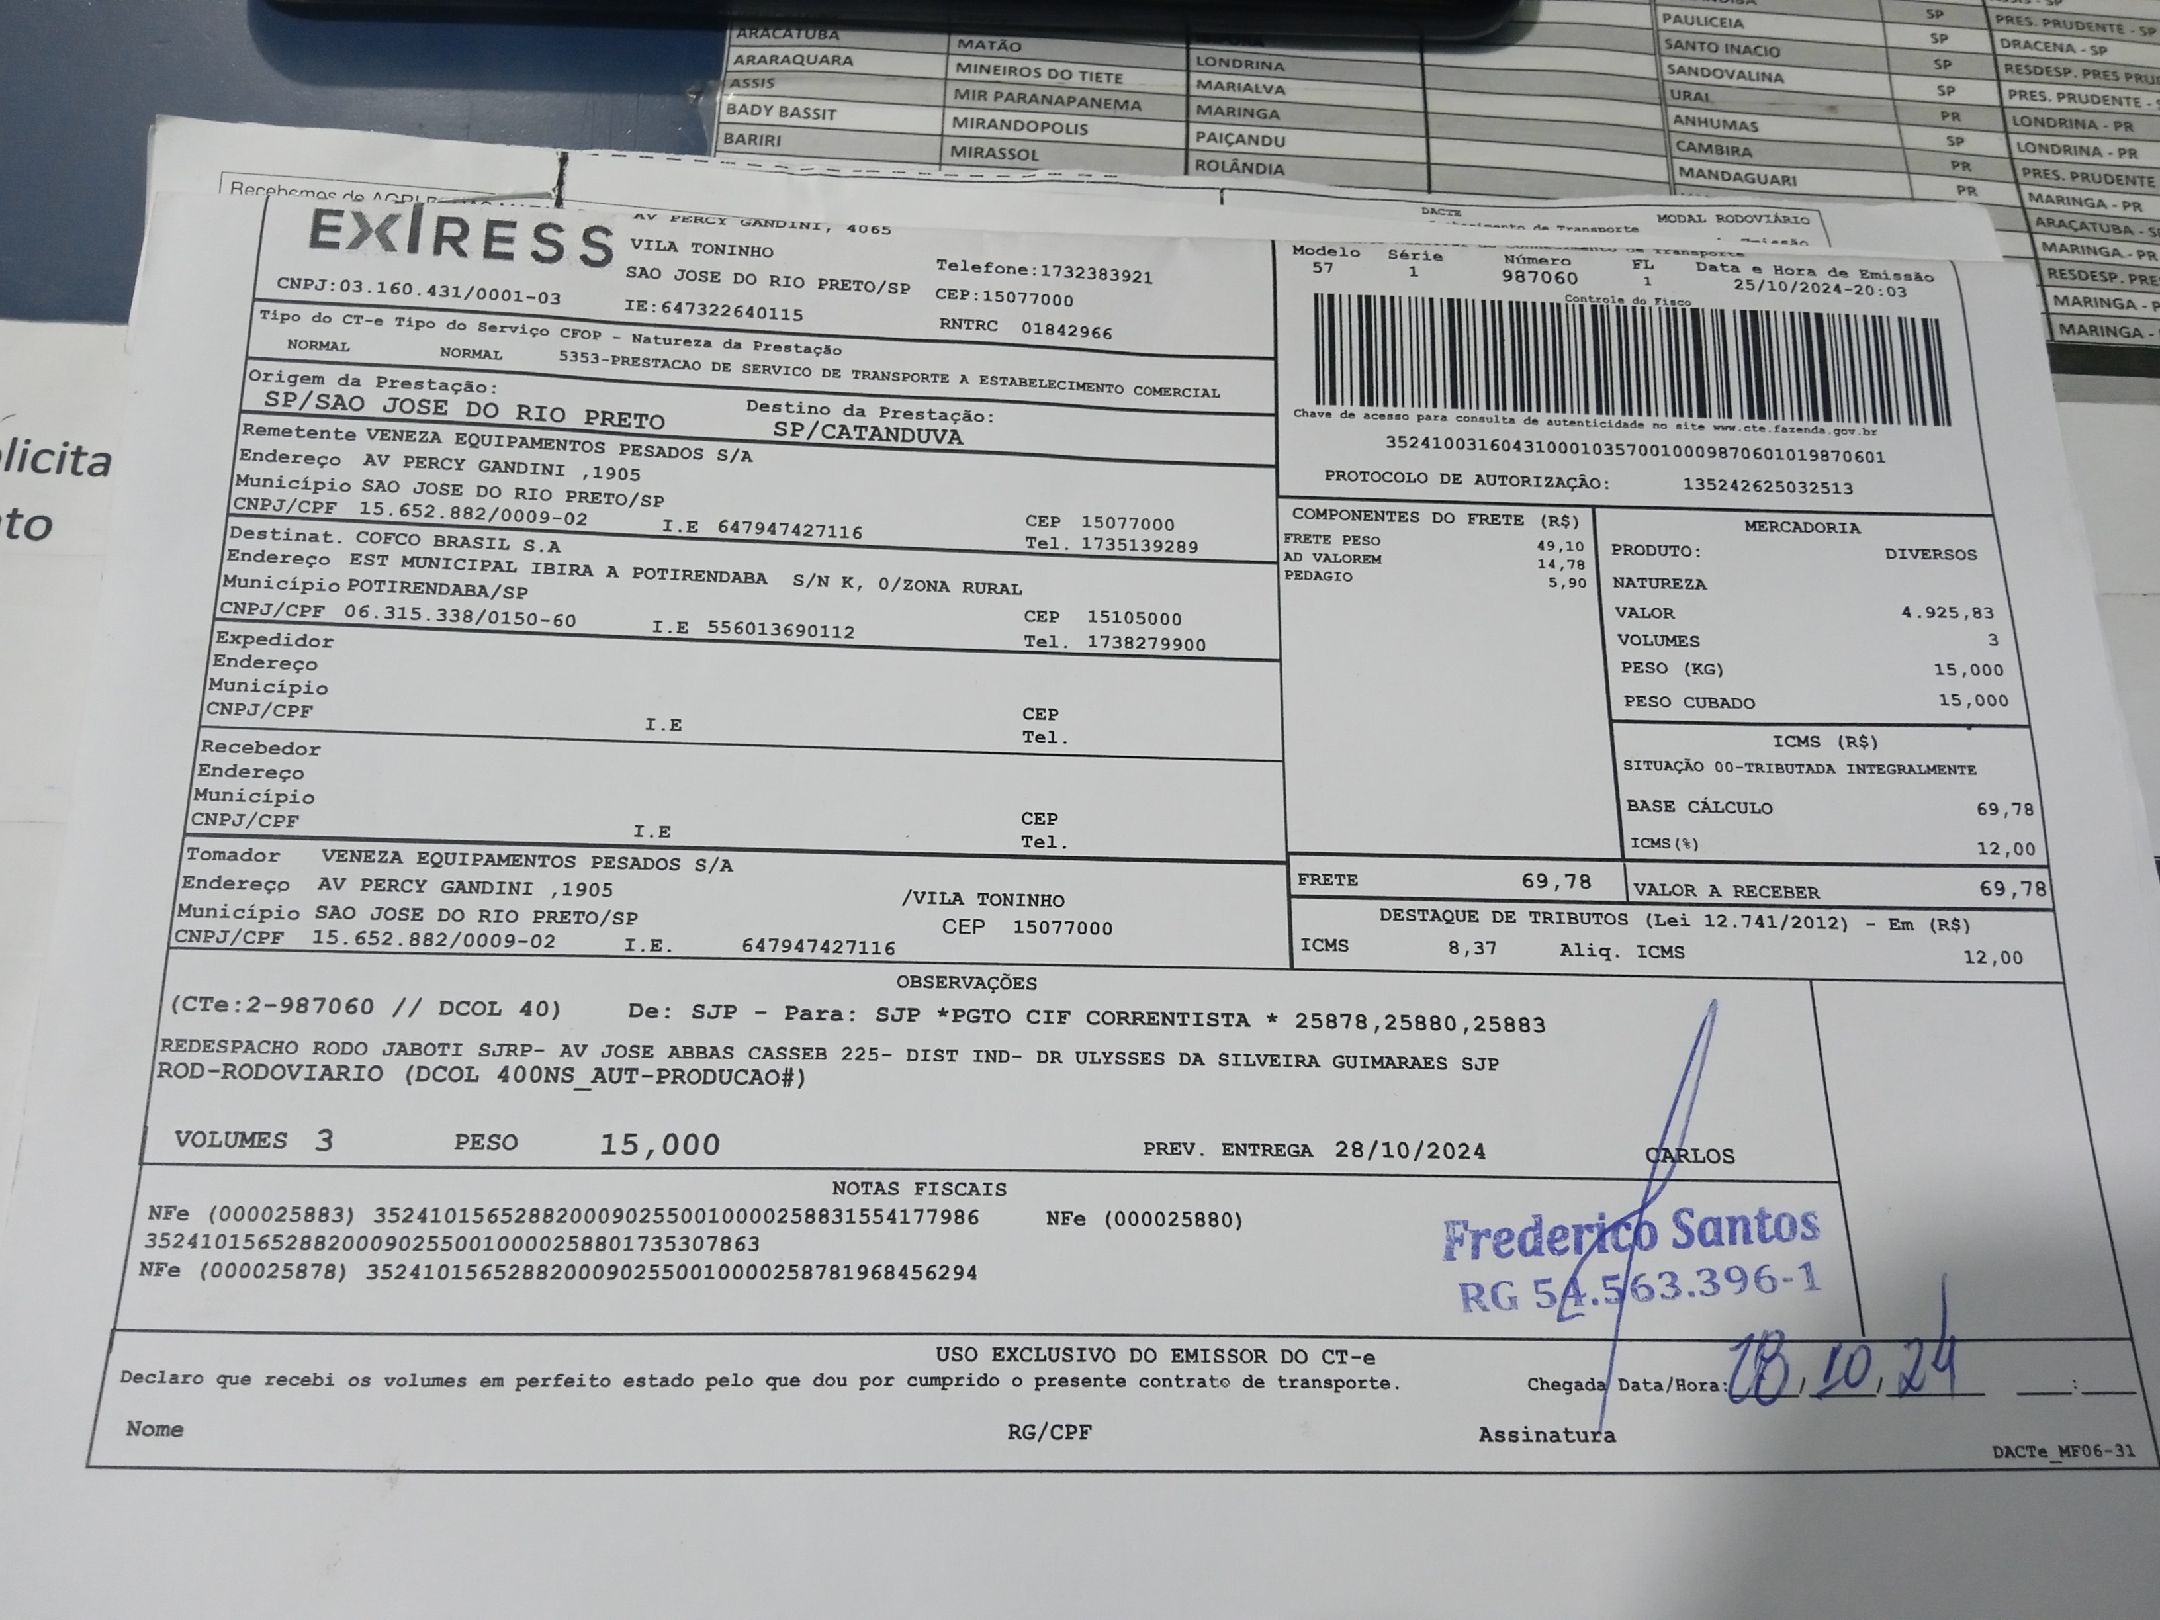 ARACATUBA MATÃO
ARARAQUARA MINEIROS DO TIETE LONDRINA
ASSIS MIR PARANAPANEMA MARIALVA
BADY BASSIT MIRANDOPOLIS MARINGA
BARIRI MIRASSOL PAIÇANDU
ROLÂNDIA
PAULICEIA SP PRES. PRUDENTE - SP
SANTO INACIO SP DRACENA - SP
SANDOVALINA SP RESDESP. PRES
URAI SP PRES. PRUDENTE -
ANHUMAS PR LONDRINA - PR
CAMBIRA SP LONDRINA - PR
MANDAGUARI PR PRES. PRUDENTE
PR MARINGA - PR
ARAÇATUBA -
MARINGA - PR
RESDESP. PRE
MARINGA -
MARINGA -
licita
to
Recebemos de
EXIRESS
AV PERCY GANDINI, 4065
VILA TONINHO
SAO JOSE DO RIO PRETO/SP
Telefone:1732383921
CEP:15077000
CNPJ:03.160.431/0001-03 IE:647322640115 RNTRC 01842966
DACTE MODAL RODOVIÁRIO
Modelo Série Número FL Data e Hora de Emissão
57 1 987060 1 25/10/2024-20:03
Controle do Fisco
Chave de acesso para consulta de autenticidade no site www.cte.fazenda.gov.br
35241003160431000103570010009870601019870601
PROTOCOLO DE AUTORIZAÇÃO: 135242625032513
Tipo do CT-e Tipo do Serviço CFOP - Natureza da Prestação
NORMAL NORMAL 5353-PRESTACAO DE SERVICO DE TRANSPORTE A ESTABELECIMENTO COMERCIAL
Origem da Prestação: Destino da Prestação:
SP/SAO JOSE DO RIO PRETO SP/CATANDUVA
Remetente VENEZA EQUIPAMENTOS PESADOS S/A
Endereço AV PERCY GANDINI ,1905
Município SAO JOSE DO RIO PRETO/SP CEP 15077000
CNPJ/CPF 15.652.882/0009-02 I.E 647947427116 Tel. 1735139289
Destinat. COFCO BRASIL S.A
Endereço EST MUNICIPAL IBIRA A POTIRENDABA S/N K, 0/ZONA RURAL
Município POTIRENDABA/SP CEP 15105000
CNPJ/CPF 06.315.338/0150-60 I.E 556013690112 Tel. 1738279900
Expedidor
Endereço
Município CEP
CNPJ/CPF I.E Tel.
Recebedor
Endereço
Município CEP
CNPJ/CPF I.E Tel.
Tomador VENEZA EQUIPAMENTOS PESADOS S/A
Endereço AV PERCY GANDINI ,1905 /VILA TONINHO
Município SAO JOSE DO RIO PRETO/SP CEP 15077000
CNPJ/CPF 15.652.882/0009-02 I.E. 647947427116
COMPONENTES DO FRETE (R$)
FRETE PESO 49,10
AD VALOREM 14,78
PEDAGIO 5,90
MERCADORIA
PRODUTO: DIVERSOS
NATUREZA
VALOR 4.925,83
VOLUMES 3
PESO (KG) 15,000
PESO CUBADO 15,000
ICMS (R$)
SITUAÇÃO 00-TRIBUTADA INTEGRALMENTE
BASE CÁLCULO 69,78
ICMS(%) 12,00
FRETE 69,78 VALOR A RECEBER 69,78
DESTAQUE DE TRIBUTOS (Lei 12.741/2012) - Em (R$)
ICMS 8,37 Aliq. ICMS 12,00
OBSERVAÇÕES
(CTe:2-987060 // DCOL 40) De: SJP - Para: SJP *PGTO CIF CORRENTISTA * 25878,25880,25883
REDESPACHO RODO JABOTI SJRP- AV JOSE ABBAS CASSEB 225- DIST IND- DR ULYSSES DA SILVEIRA GUIMARAES SJP
ROD-RODOVIARIO (DCOL 400NS_AUT-PRODUCAO#)
VOLUMES 3 PESO 15,000 PREV. ENTREGA 28/10/2024 CARLOS
NOTAS FISCAIS
NFe (000025883) 35241015652882000902550010000258831554177986 NFe (000025880)
35241015652882000902550010000258801735307863
NFe (000025878) 35241015652882000902550010000258781968456294
Frederico Santos
RG 54.563.396-1
USO EXCLUSIVO DO EMISSOR DO CT-e
Declaro que recebi os volumes em perfeito estado pelo que dou por cumprido o presente contrato de transporte. Chegada Data/Hora: 28,10,24 :
Nome RG/CPF Assinatura
DACTe_MF06-31